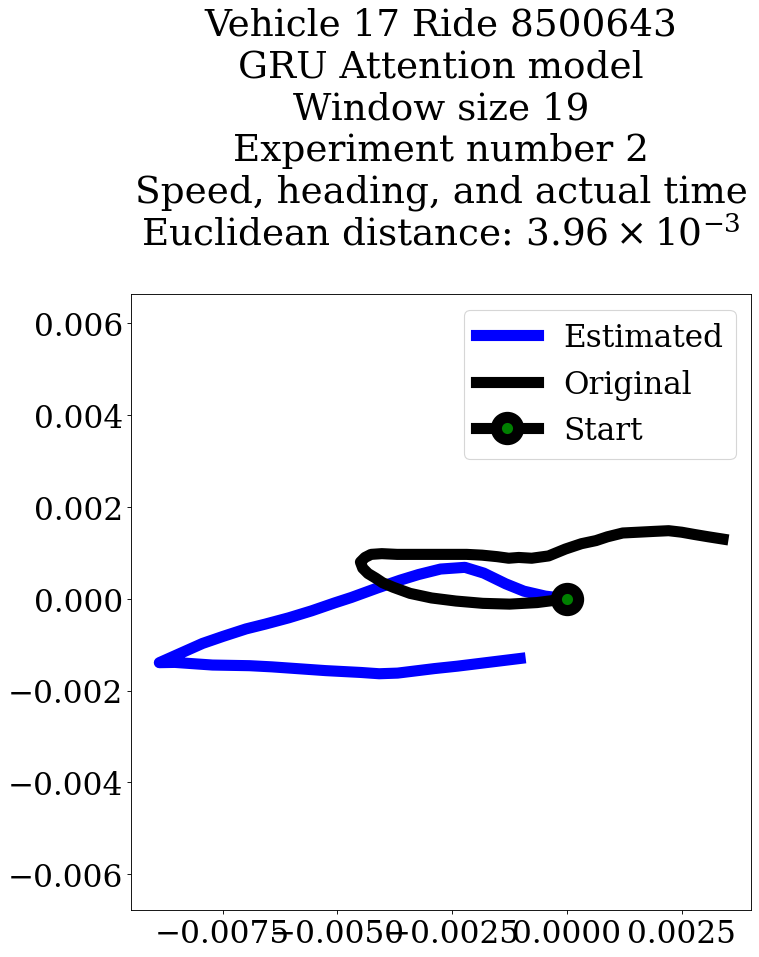 Vehicle 17 Ride 8500643
GRU Attention model
Window size 19
Experiment number 2
Speed, heading, and actual time
Euclidean distance: 3.96 × 10⁻³
Estimated
Original
Start
0.006
0.004
0.002
0.000
−0.002
−0.004
−0.006
−0.0075 −0.0050 −0.0025 0.0000 0.0025